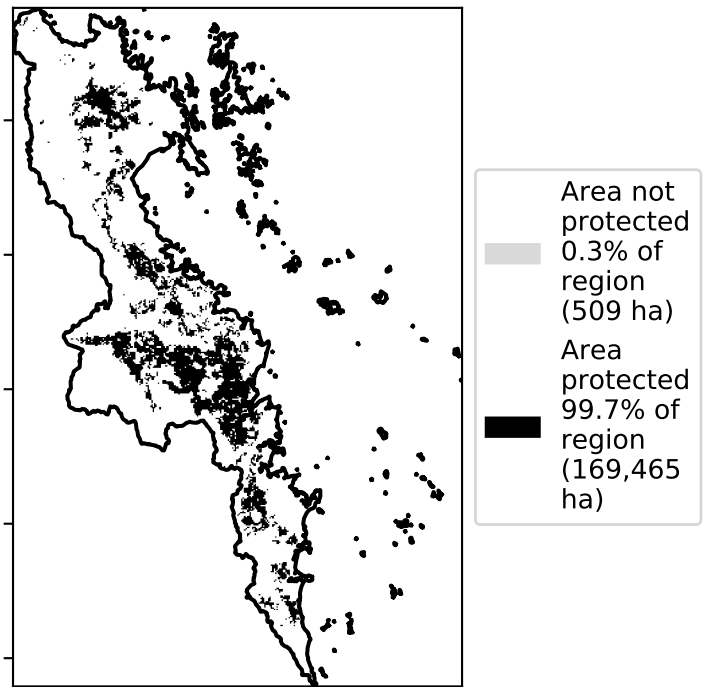 Area not
protected
0.3% of
region
(509 ha)
Area
protected
99.7% of
region
(169,465
ha)